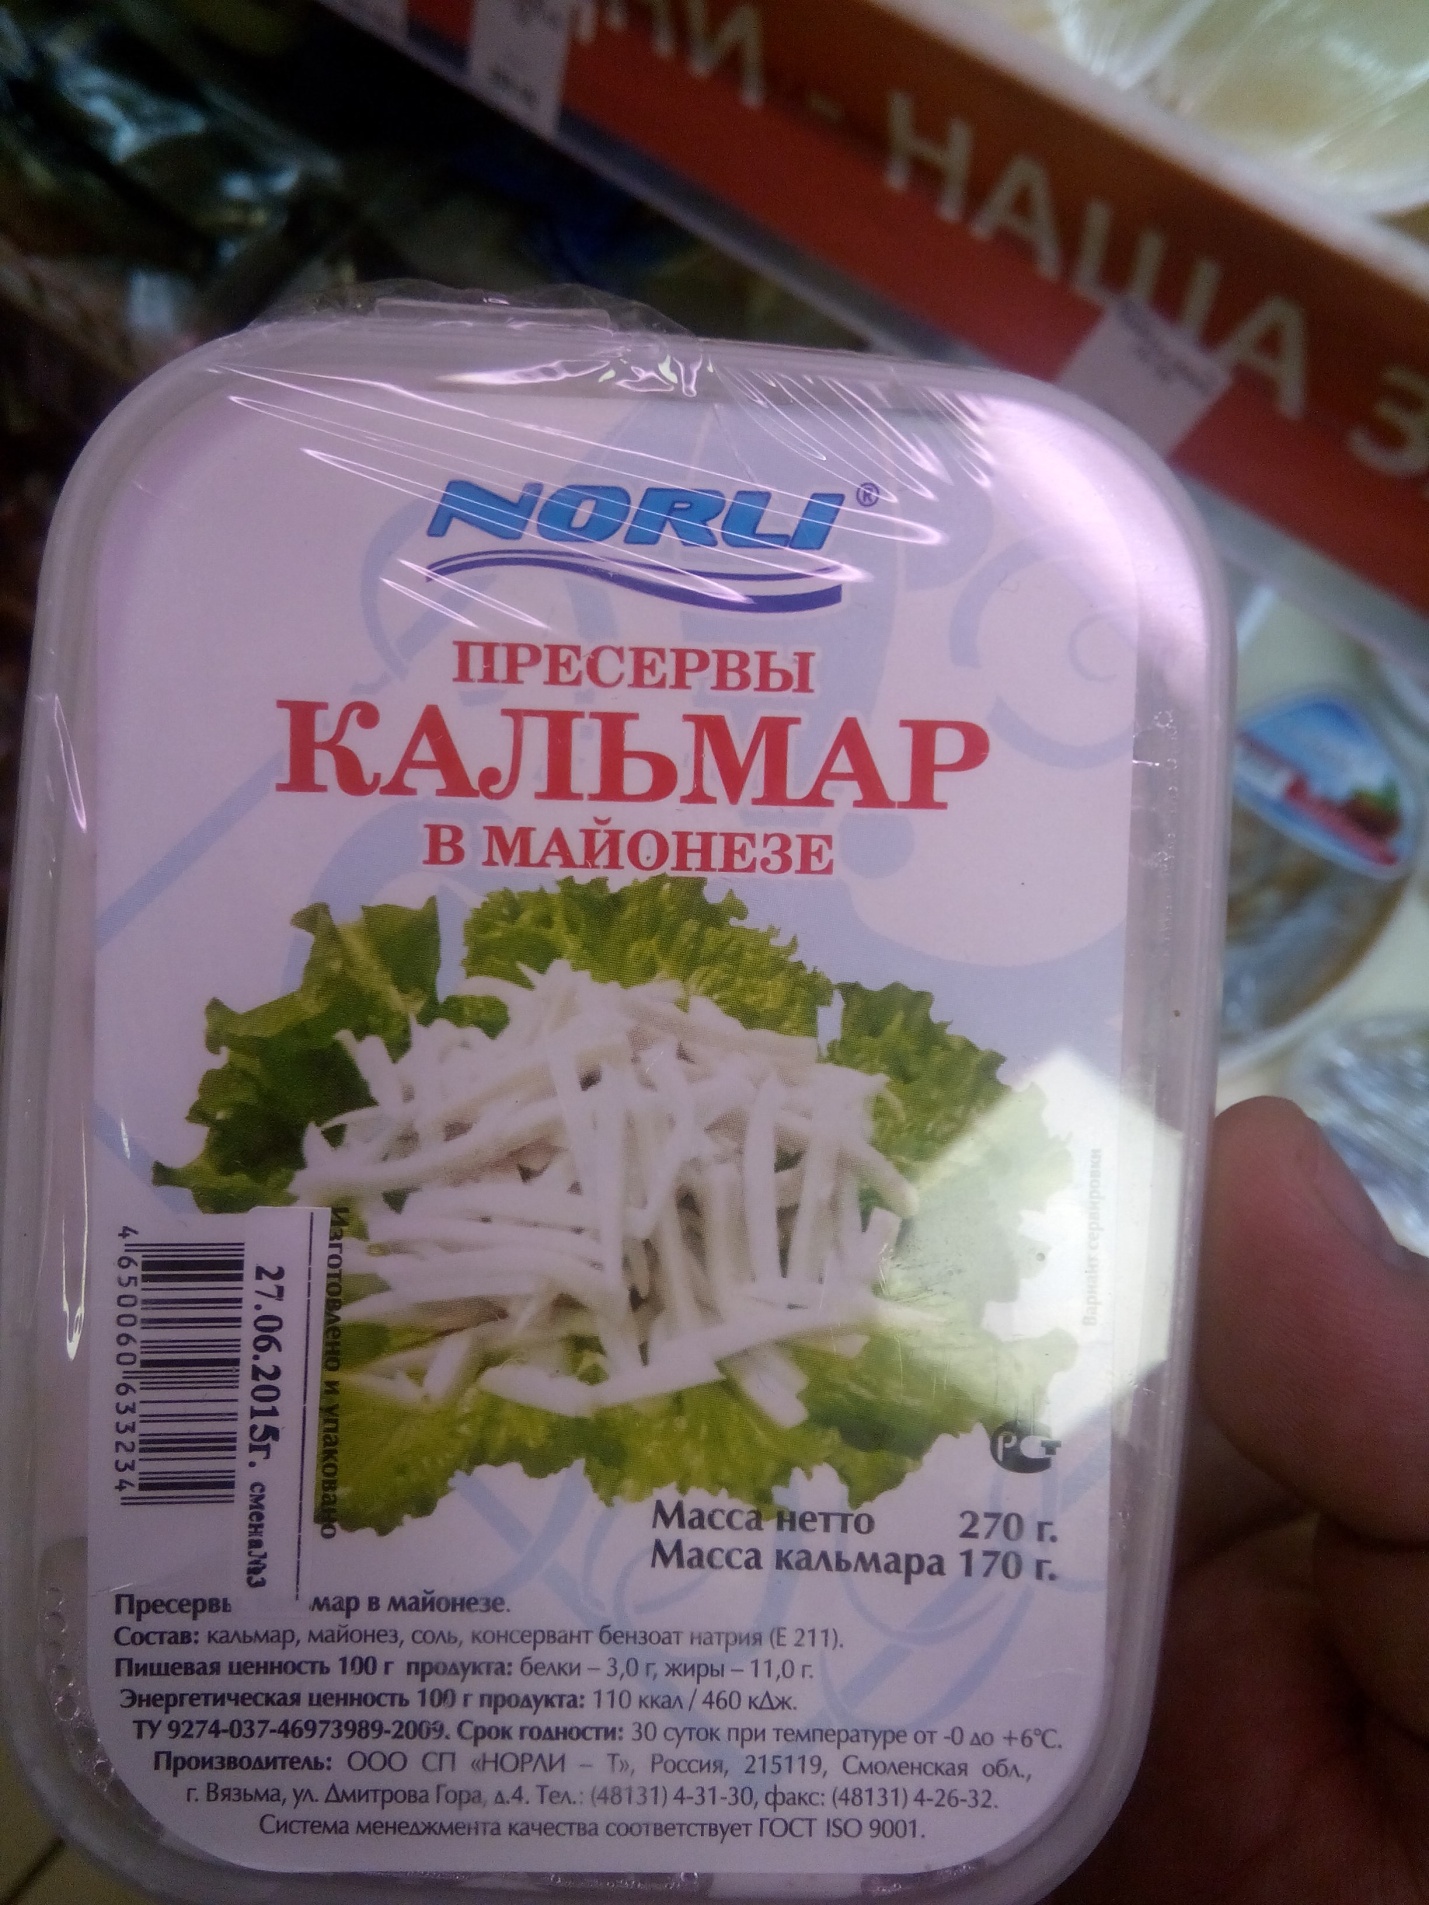 НАША
NORLI®
ПРЕСЕРВЫ
КАЛЬМАР
В МАЙОНЕЗЕ
Вариант сервировки
4650060633234
27.06.2015г. смена№3
Изготовлено и упаковано
РСТ
Масса нетто 270 г.
Масса кальмара 170 г.
мар в майонезе.
Состав: кальмар, майонез, соль, консервант бензоат натрия (Е 211).
Пищевая ценность 100 г продукта: белки – 3,0 г, жиры – 11,0 г.
Энергетическая ценность 100 г продукта: 110 ккал / 460 кДж.
ТУ 9274-037-46973989-2009. Срок годности: 30 суток при температуре от -0 до +6°С.
Производитель: ООО СП «НОРЛИ – Т», Россия, 215119, Смоленская обл.,
г. Вязьма, ул. Дмитрова Гора, д.4. Тел.: (48131) 4-31-30, факс: (48131) 4-26-32.
Система менеджмента качества соответствует ГОСТ ISO 9001.